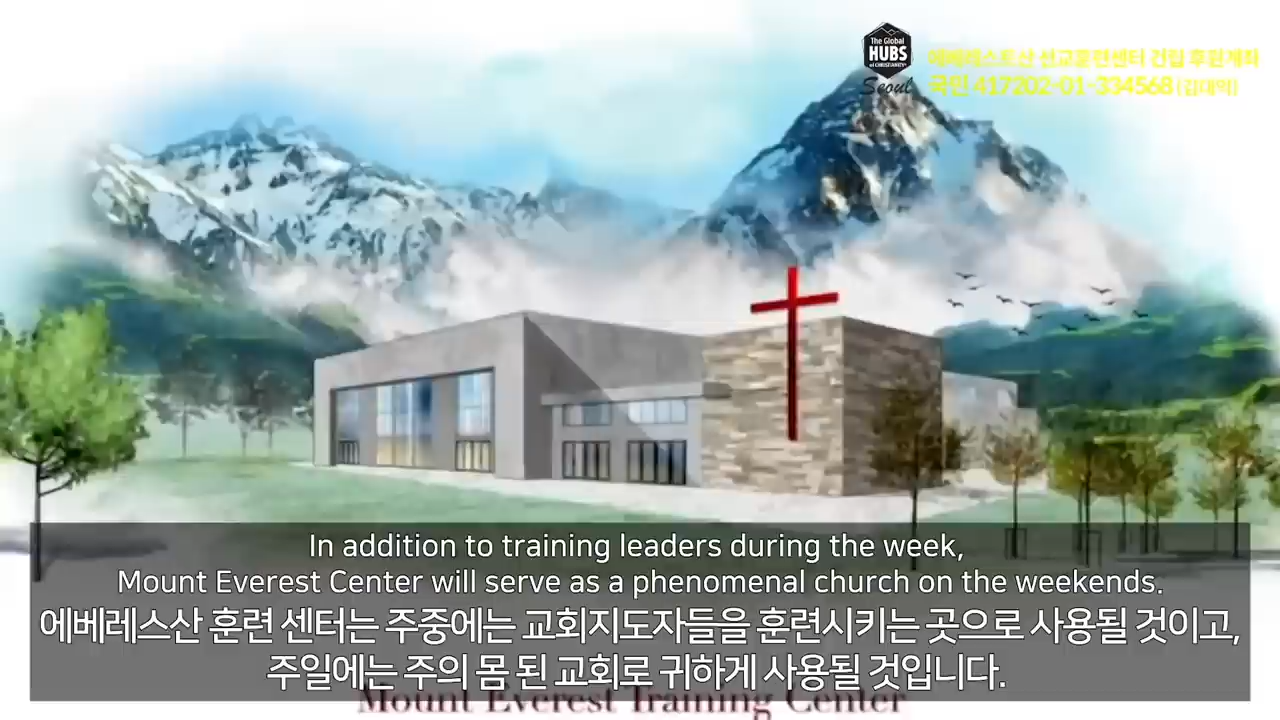 The Global
HUBS
of CHRISTIANITY
Seoul
에베레스트산 선교훈련센터 건립 후원계좌
국민 417202-01-334568 (김대억)
In addition to training leaders during the week,
Mount Everest Center will serve as a phenomenal church on the weekends.
에베레스산 훈련 센터는 주중에는 교회지도자들을 훈련시키는 곳으로 사용될 것이고,
주일에는 주의 몸 된 교회로 귀하게 사용될 것입니다.
Mount Everest Training Center